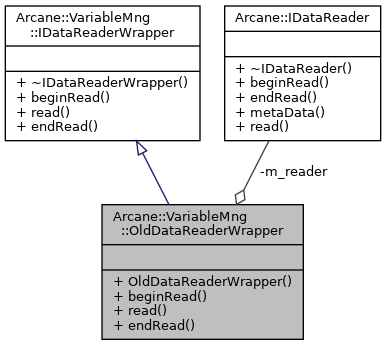 Arcane::VariableMng
::IDataReaderWrapper
+ ~IDataReaderWrapper()
+ beginRead()
+ read()
+ endRead()
Arcane::IDataReader
+ ~IDataReader()
+ beginRead()
+ endRead()
+ metaData()
+ read()
-m_reader
Arcane::VariableMng
::OldDataReaderWrapper
+ OldDataReaderWrapper()
+ beginRead()
+ read()
+ endRead()